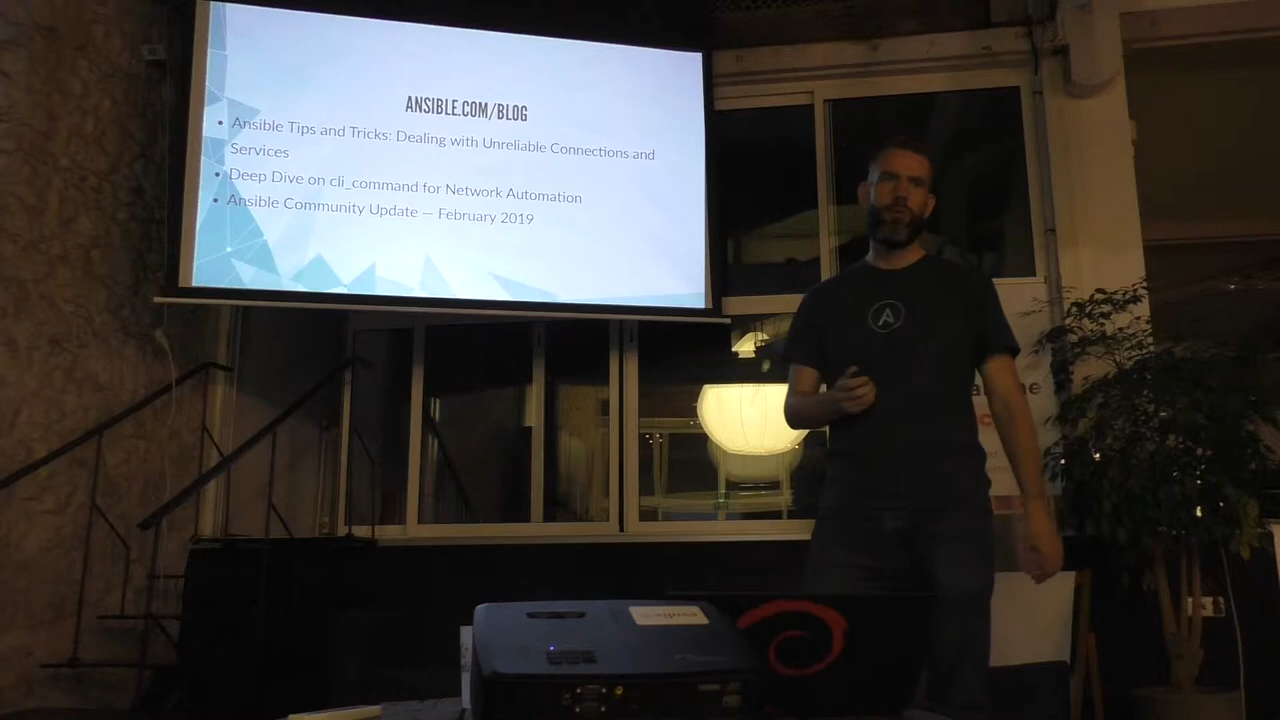 ANSIBLE.COM/BLOG
• Ansible Tips and Tricks: Dealing with Unreliable Connections and
Services
• Deep Dive on cli_command for Network Automation
• Ansible Community Update – February 2019
A